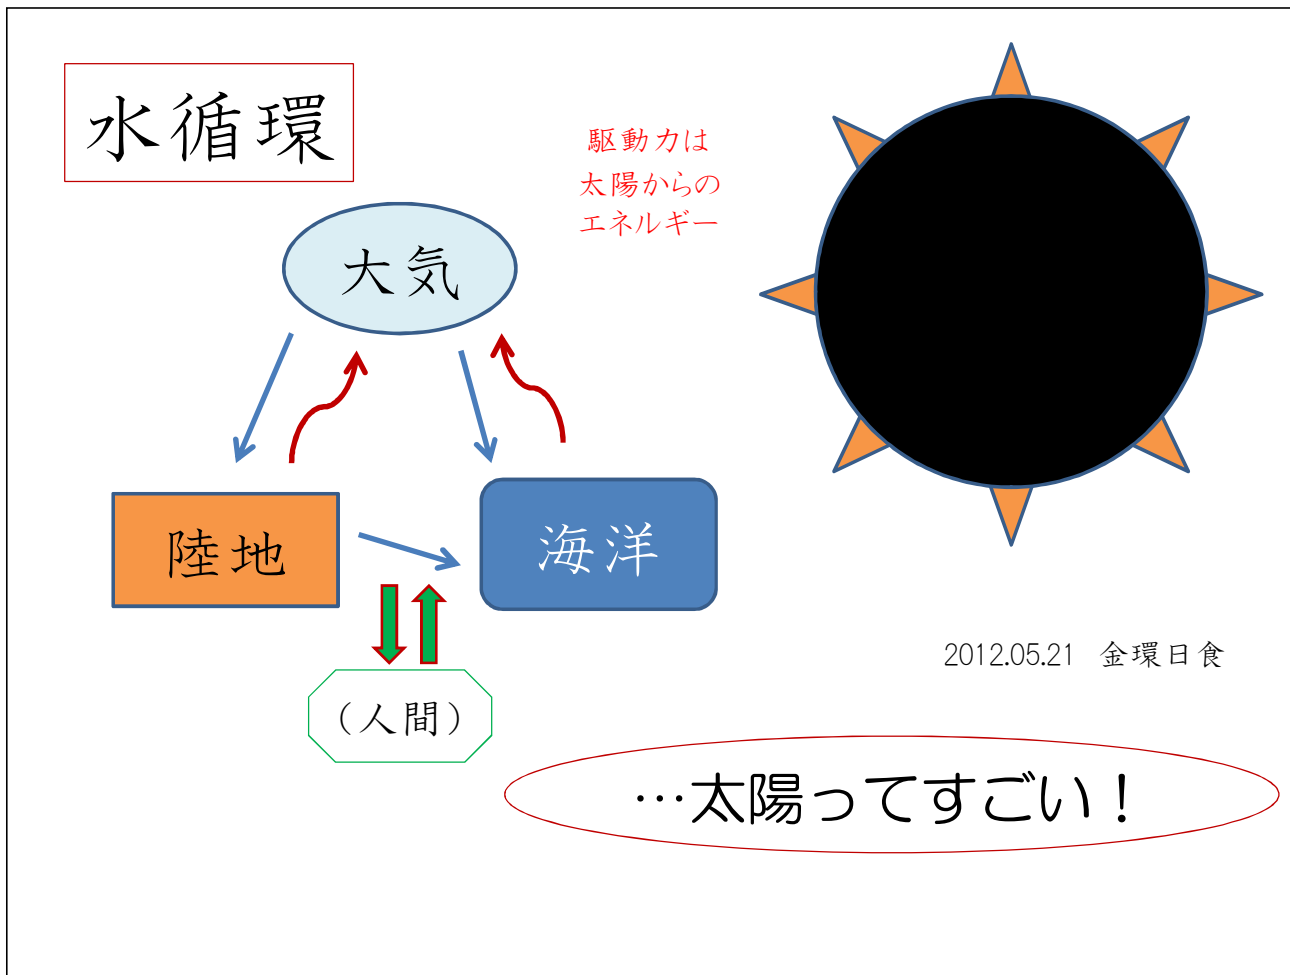 水循環
駆動力は
太陽からの
エネルギー
大気
陸地
海洋
（人間）
2012.05.21　金環日食
…太陽ってすごい！